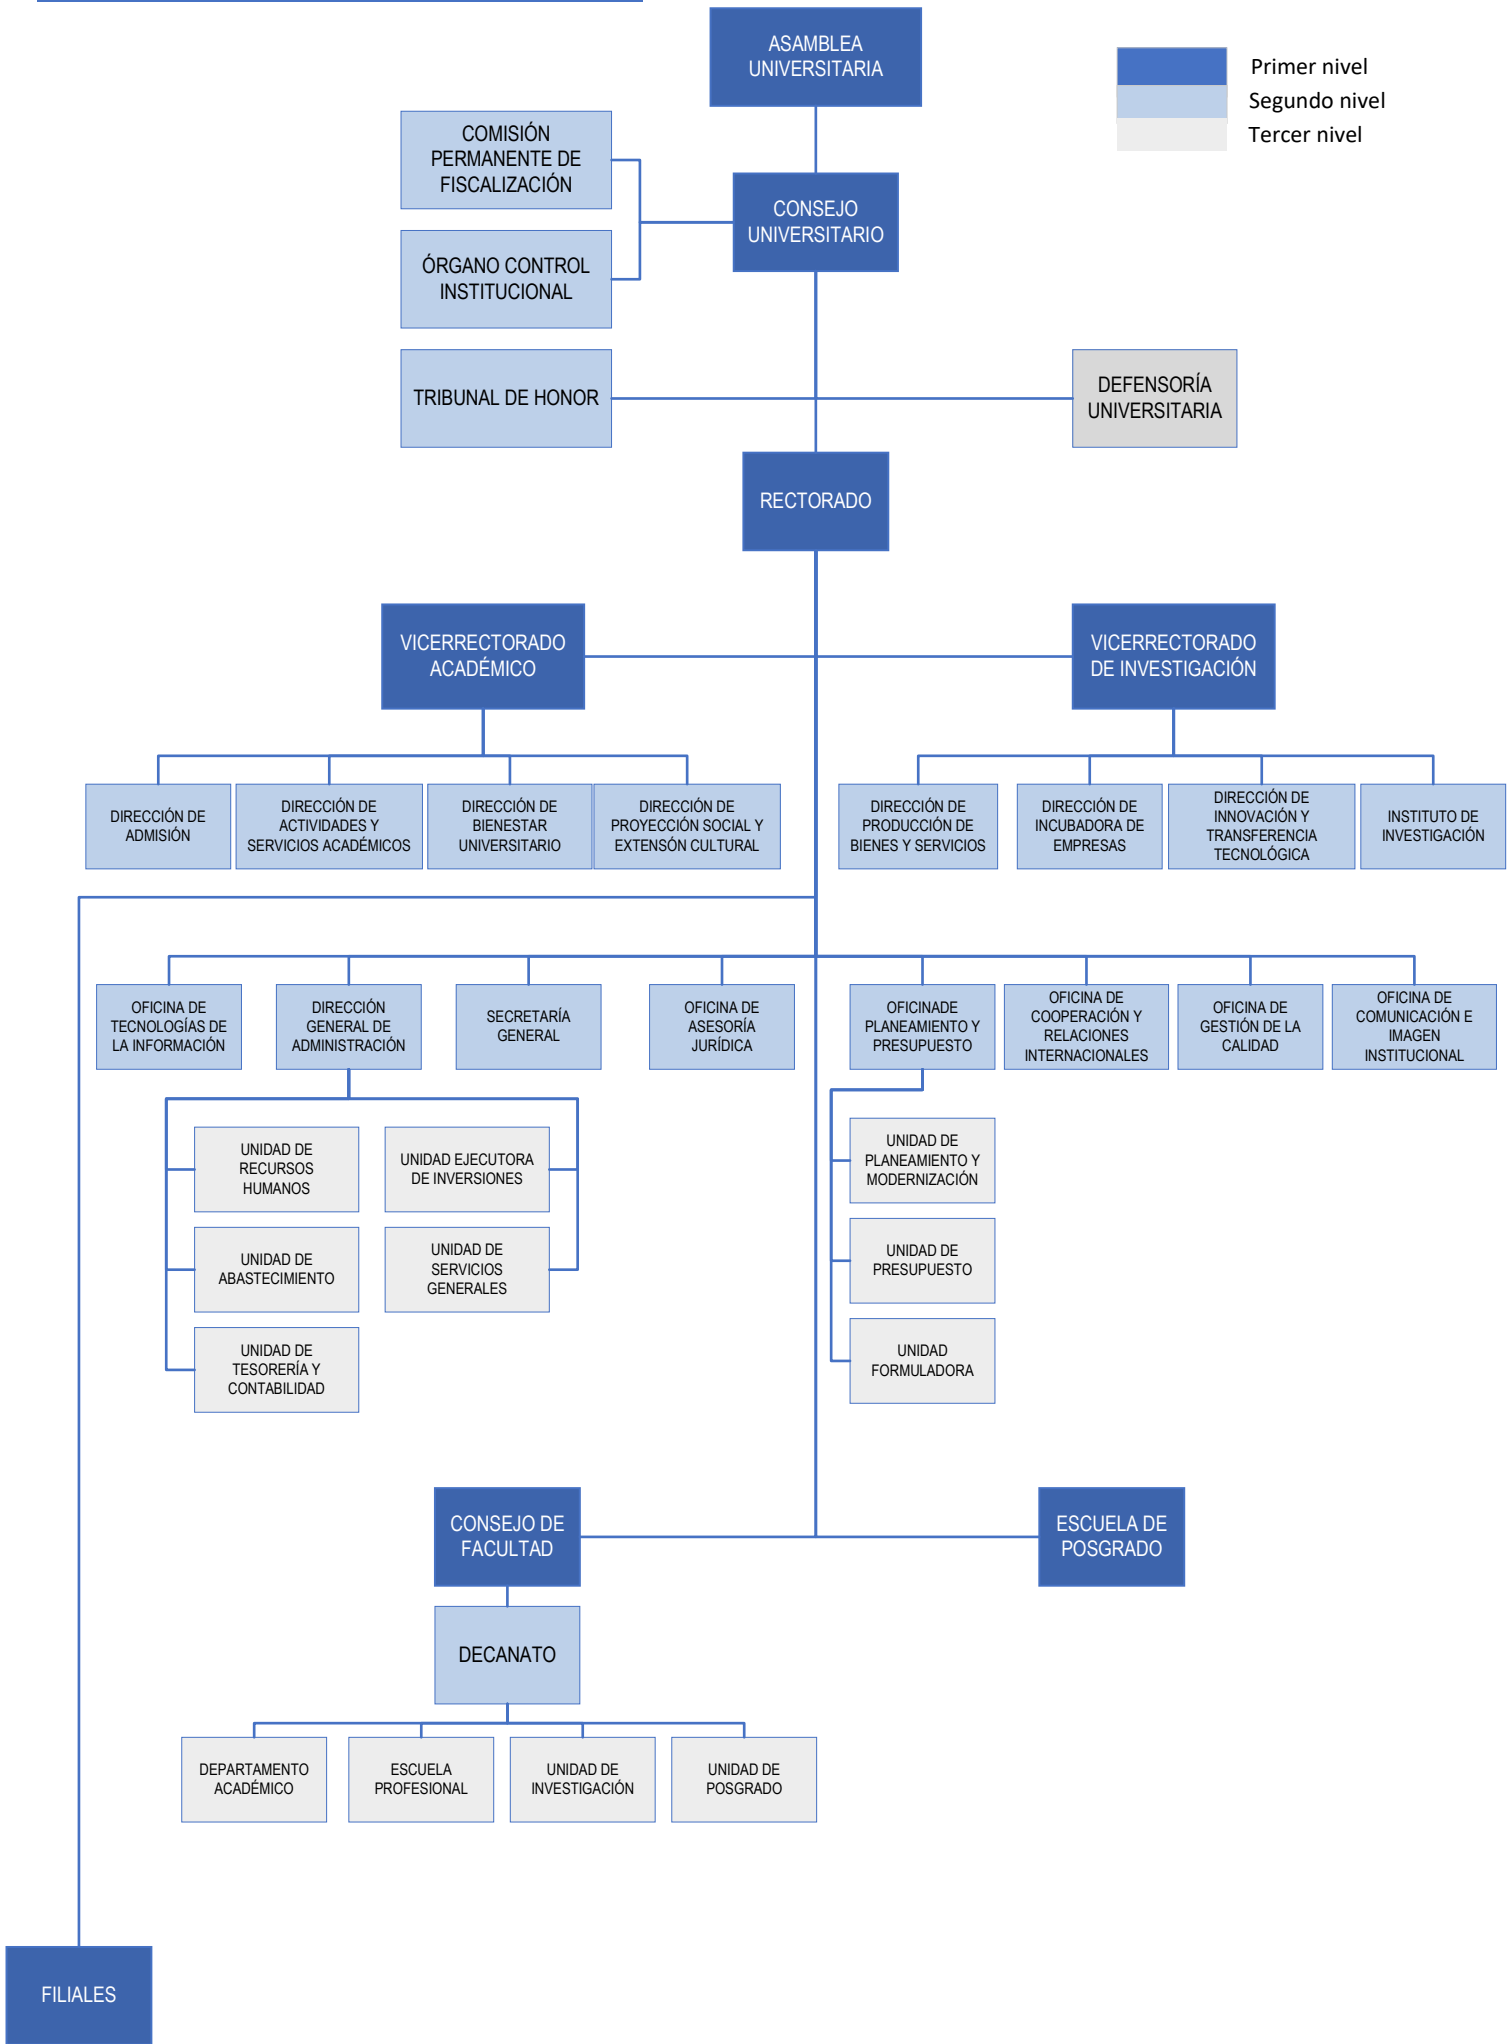 ASAMBLEA
UNIVERSITARIA
Primer nivel
Segundo nivel
Tercer nivel
COMISIÓN
PERMANENTE DE
FISCALIZACIÓN
CONSEJO
UNIVERSITARIO
ÓRGANO CONTROL
INSTITUCIONAL
TRIBUNAL DE HONOR
DEFENSORÍA
UNIVERSITARIA
RECTORADO
VICERRECTORADO
ACADÉMICO
VICERRECTORADO
DE INVESTIGACIÓN
DIRECCIÓN DE
ADMISIÓN
DIRECCIÓN DE
ACTIVIDADES Y
SERVICIOS ACADÉMICOS
DIRECCIÓN DE
BIENESTAR
UNIVERSITARIO
DIRECCIÓN DE
PROYECCIÓN SOCIAL Y
EXTENSÓN CULTURAL
DIRECCIÓN DE
PRODUCCIÓN DE
BIENES Y SERVICIOS
DIRECCIÓN DE
INCUBADORA DE
EMPRESAS
DIRECCIÓN DE
INNOVACIÓN Y
TRANSFERENCIA
TECNOLÓGICA
INSTITUTO DE
INVESTIGACIÓN
OFICINA DE
TECNOLOGÍAS DE
LA INFORMACIÓN
DIRECCIÓN
GENERAL DE
ADMINISTRACIÓN
SECRETARÍA
GENERAL
OFICINA DE
ASESORÍA
JURÍDICA
OFICINADE
PLANEAMIENTO Y
PRESUPUESTO
OFICINA DE
COOPERACIÓN Y
RELACIONES
INTERNACIONALES
OFICINA DE
GESTIÓN DE LA
CALIDAD
OFICINA DE
COMUNICACIÓN E
IMAGEN
INSTITUCIONAL
UNIDAD DE
RECURSOS
HUMANOS
UNIDAD EJECUTORA
DE INVERSIONES
UNIDAD DE
PLANEAMIENTO Y
MODERNIZACIÓN
UNIDAD DE
ABASTECIMIENTO
UNIDAD DE
SERVICIOS
GENERALES
UNIDAD DE
PRESUPUESTO
UNIDAD DE
TESORERÍA Y
CONTABILIDAD
UNIDAD
FORMULADORA
CONSEJO DE
FACULTAD
ESCUELA DE
POSGRADO
DECANATO
DEPARTAMENTO
ACADÉMICO
ESCUELA
PROFESIONAL
UNIDAD DE
INVESTIGACIÓN
UNIDAD DE
POSGRADO
FILIALES